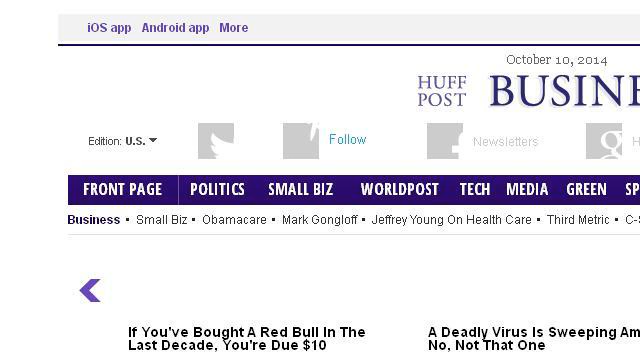 iOS app Android app More
October 10, 2014
HUFF
POST
BUSINE
Edition: U.S.
Follow
Newsletters
H
FRONT PAGE POLITICS SMALL BIZ WORLDPOST TECH MEDIA GREEN SP
Business • Small Biz • Obamacare • Mark Gongloff • Jeffrey Young On Health Care • Third Metric • C-S
If You've Bought A Red Bull In The
Last Decade, You're Due $10
A Deadly Virus Is Sweeping Am
No, Not That One